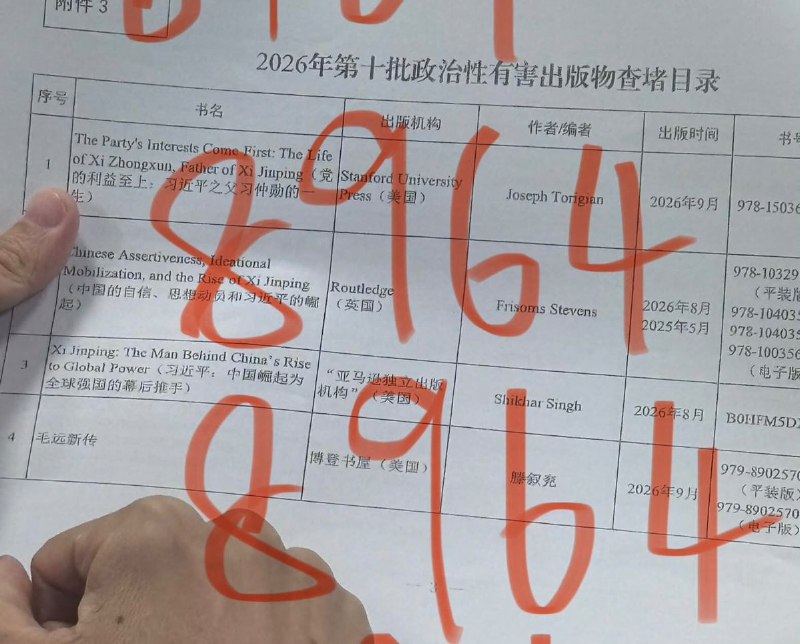 附件 3
2026年第十批政治性有害出版物查堵目录
序号 书名 出版机构 作者/编者 出版时间 书号
1 The Party's Interests Come First: The Life
of Xi Zhongxun, Father of Xi Jinping（党
的利益至上：习近平之父习仲勋的一
生） Stanford University
Press（美国） Joseph Torigian 2026年9月 978-15036
Chinese Assertiveness, Ideational
Mobilization, and the Rise of Xi Jinping
（中国的自信、思想动员和习近平的崛
起） Routledge
（英国） Frisoms Stevens 2026年8月
2025年5月 978-10329
（平装版
978-104035
978-104035
978-100356
（电子版
3 Xi Jinping: The Man Behind China's Rise
to Global Power（习近平：中国崛起为
全球强国的幕后推手） “亚马逊独立出版
机构”（美国） Shikhar Singh 2026年8月 B0HFM5D
4 毛远新传 博登书屋（美国） 滕叙兖 2026年9月 979-8902570
（平装版）
979-8902570
（电子版）
8964
8964